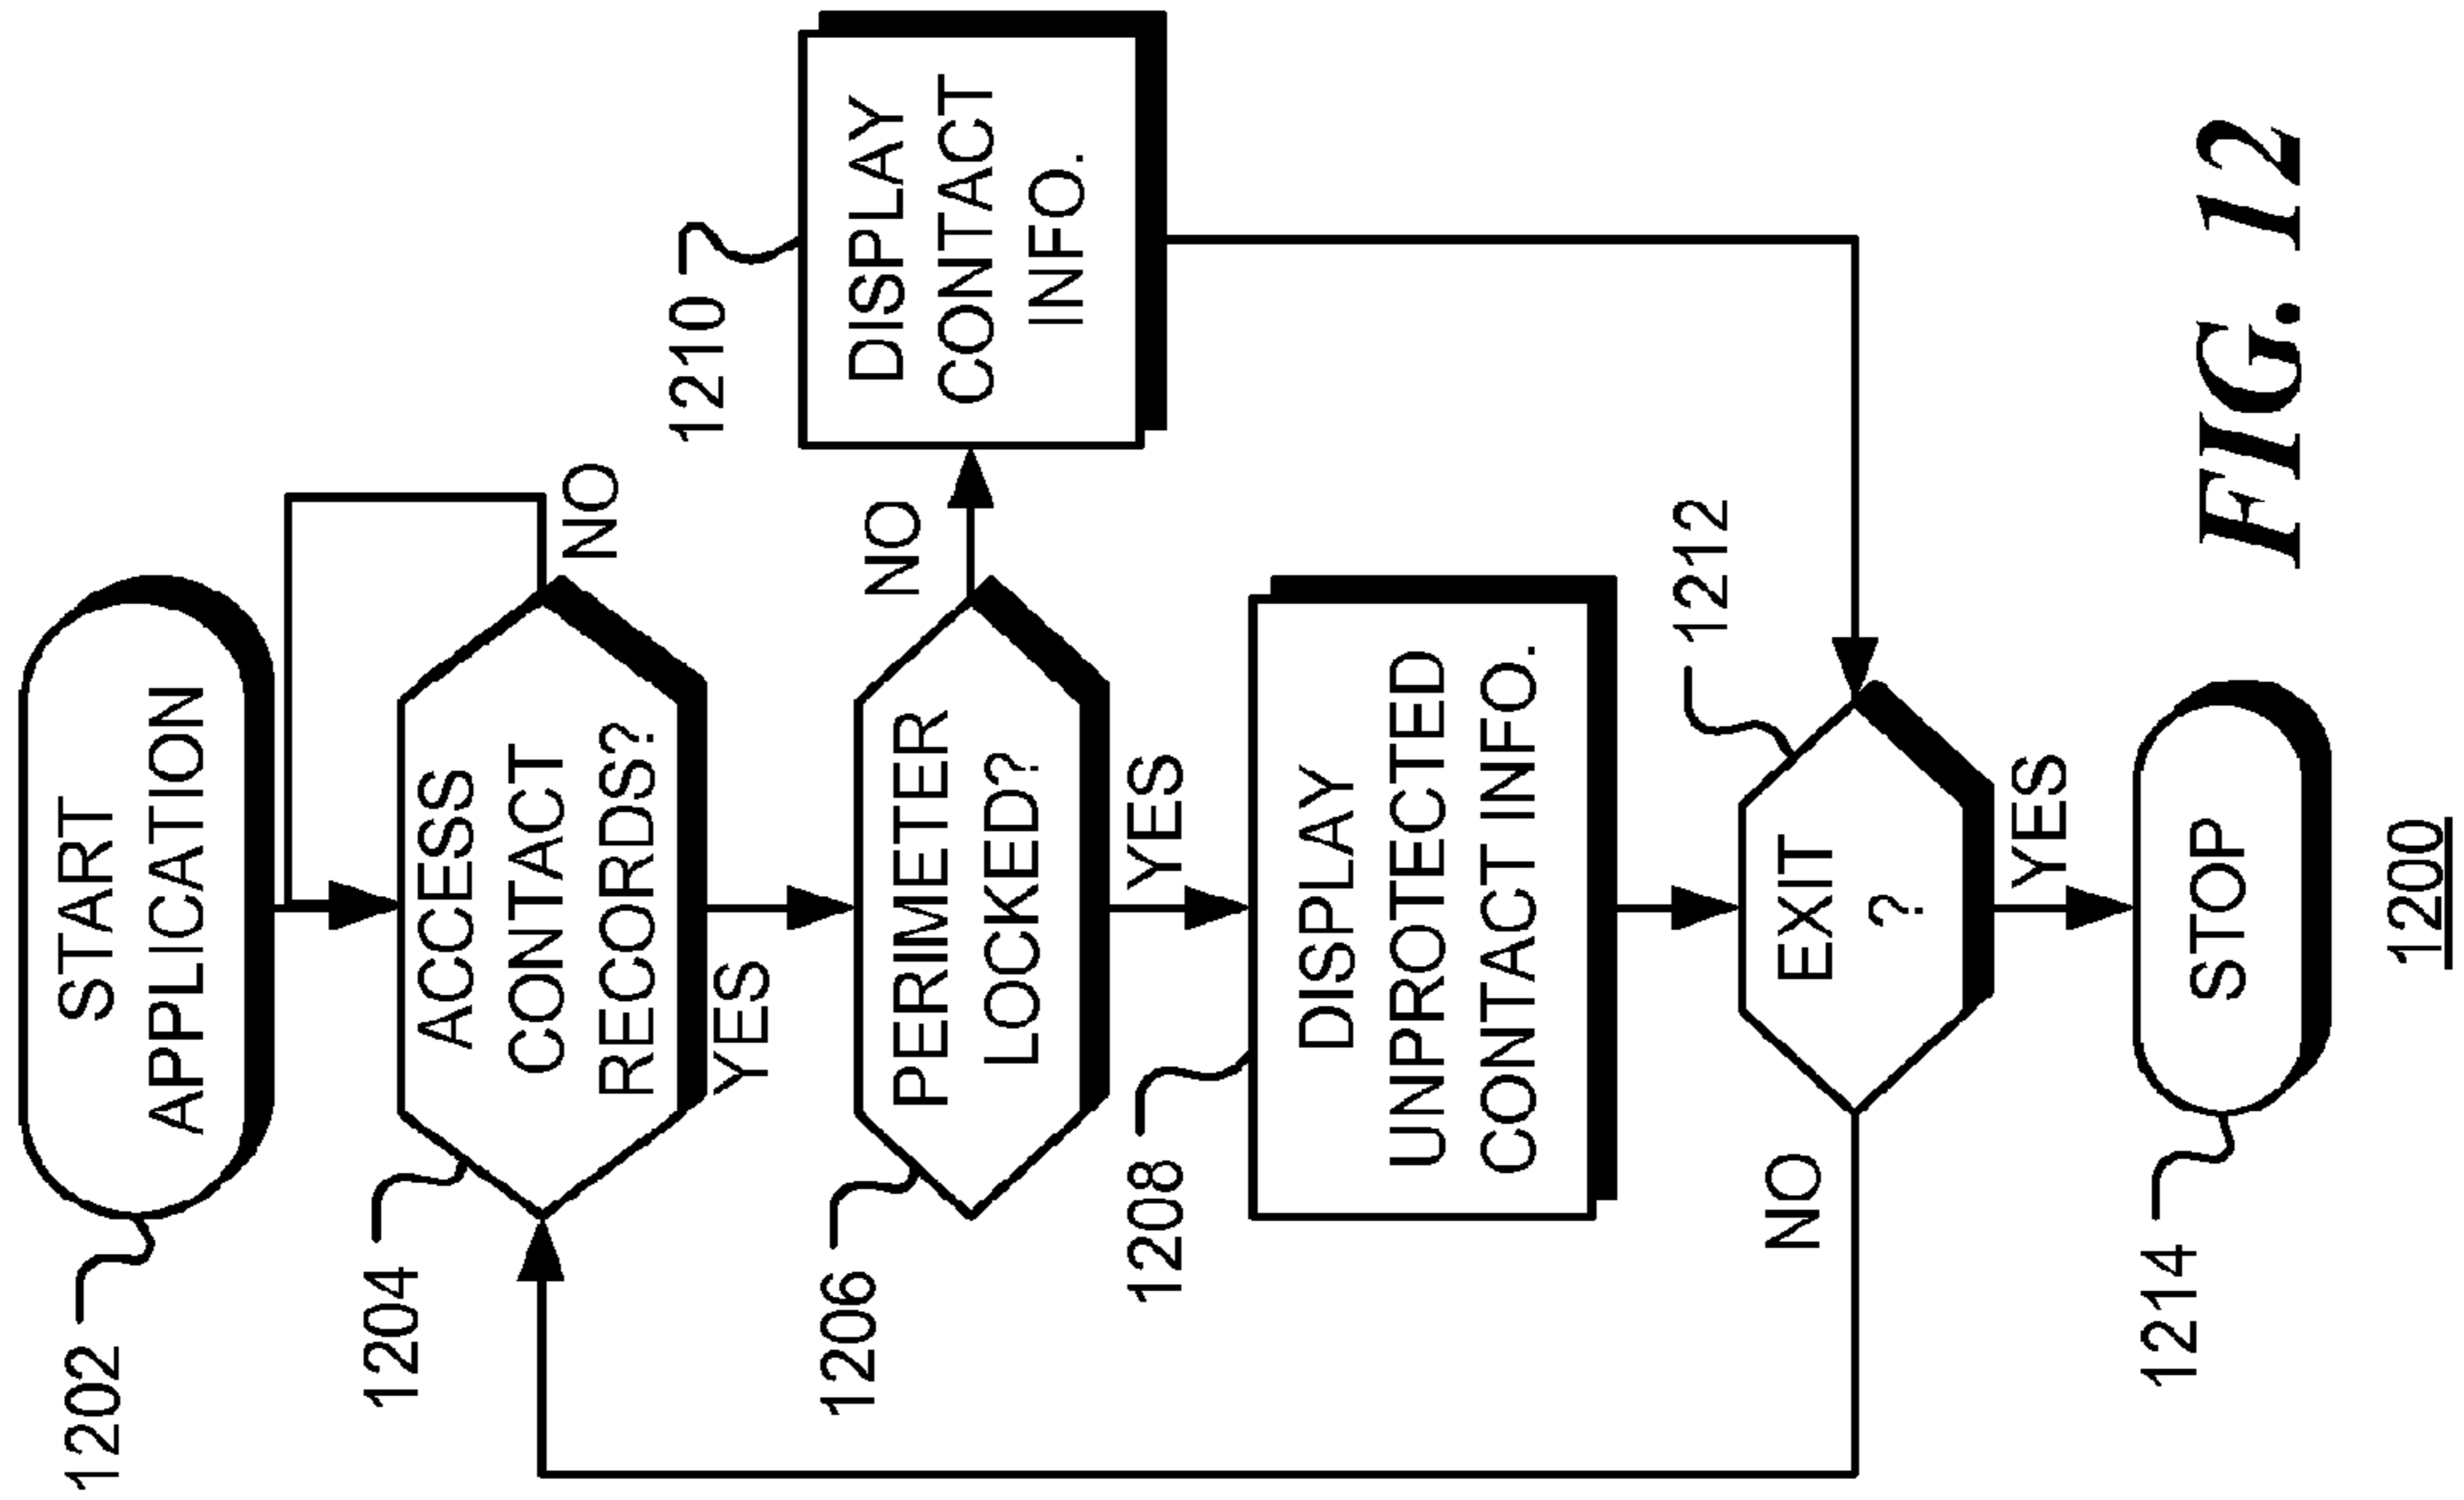 1202
START
APPLICATION
1204
ACCESS
CONTACT
RECORDS?
NO
YES
1206
PERIMETER
LOCKED?
NO
YES
1210
DISPLAY
CONTACT
INFO.
1208
DISPLAY
UNPROTECTED
CONTACT INFO.
1212
EXIT
?
NO
YES
1214
STOP
1200
FIG. 12